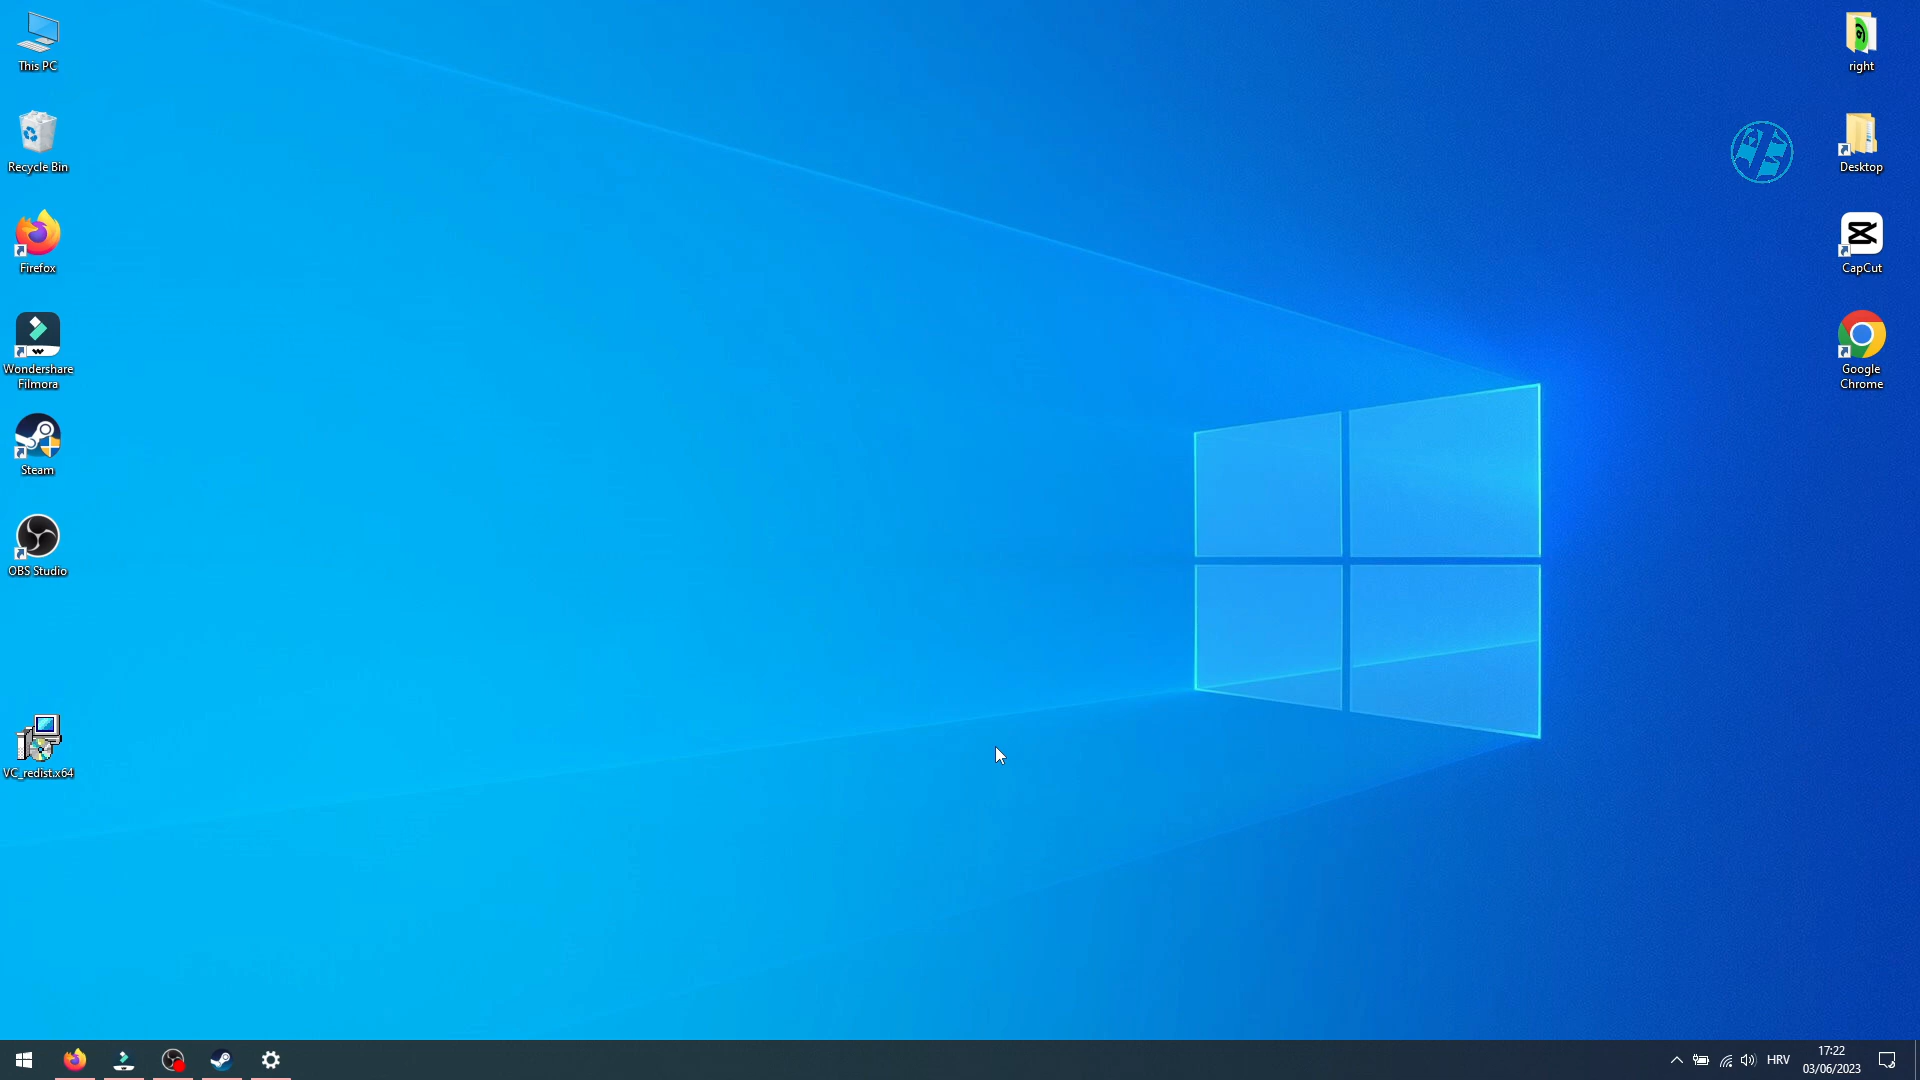 This PC
Recycle Bin
Firefox
Wondershare
Filmora
Steam
OBS Studio
VC_redist.x64
right
Desktop
CapCut
Google
Chrome
HRV
17:22
03/06/2023